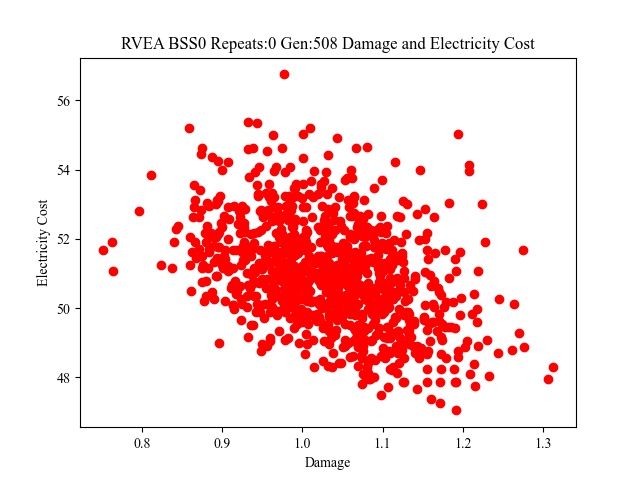 RVEA BSS0 Repeats:0 Gen:508 Damage and Electricity Cost
56
54
52
50
48
Electricity Cost
0.8 0.9 1.0 1.1 1.2 1.3
Damage